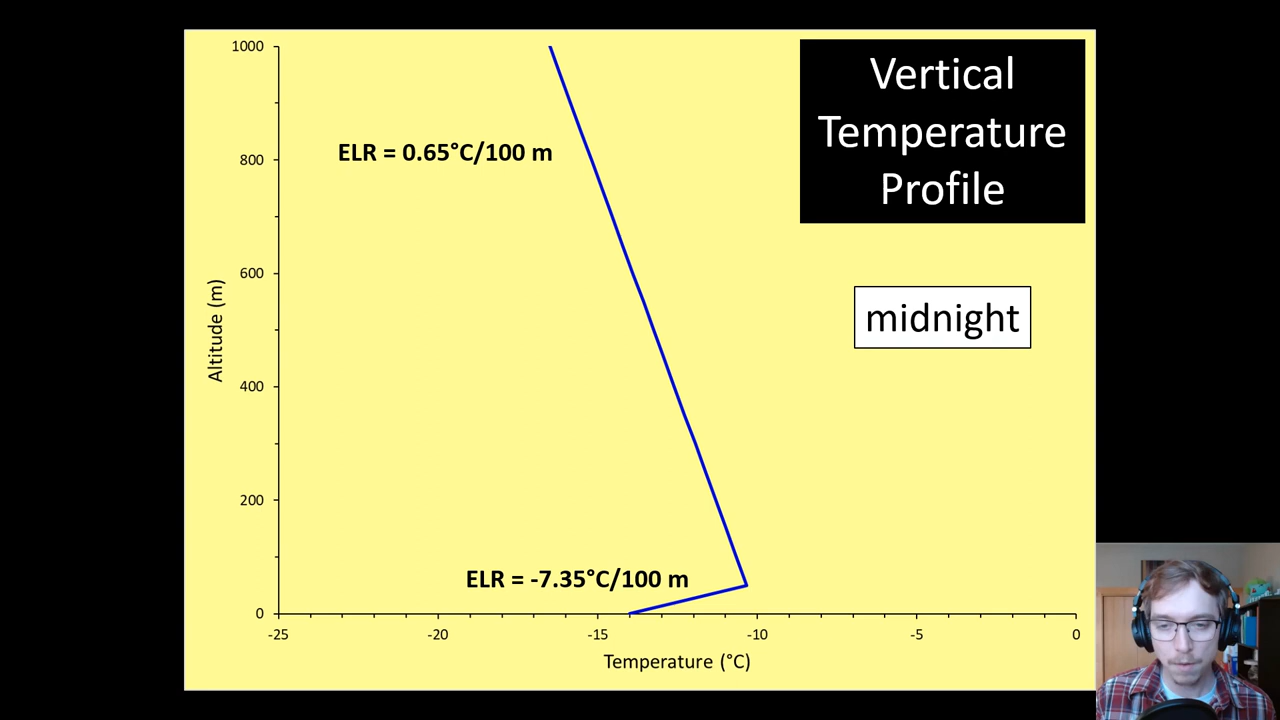 Vertical
Temperature
Profile
midnight
ELR = 0.65°C/100 m
ELR = -7.35°C/100 m
Altitude (m)
1000
800
600
400
200
0
-25
-20
-15
-10
-5
0
Temperature (°C)